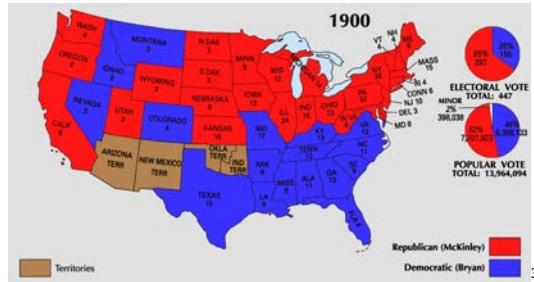 1900
WASH
4
OREGON
4
CALIF
9
NEVADA
3
IDAHO
3
MONTANA
3
WYOMING
3
UTAH
3
COLORADO
4
ARIZONA
TERR
NEW MEXICO
TERR
N DAK
3
S DAK
4
NEBRASKA
8
KANSAS
10
OKLA
TERR
IND
TERR
TEXAS
15
MINN
9
IOWA
13
MO
17
ARK
8
LA
8
WIS
12
ILL
24
MICHIGAN 14
IND
15
OHIO
23
KY
13
TENN
12
MISS
9
ALA
11
GA
13
FLA 4
SC
9
NC
11
VA
12
W VA
6
PA
32
NY
36
VT
4
NH
4
ME
6
MASS
15
RI 4
CONN 6
NJ 10
DEL 3
MD 8
65%
292
35%
155
ELECTORAL VOTE
TOTAL: 447
MINOR
2%
398,038
52%
7,207,923
46%
6,358,133
POPULAR VOTE
TOTAL: 13,964,094
Republican (McKinley)
Democratic (Bryan)
Territories